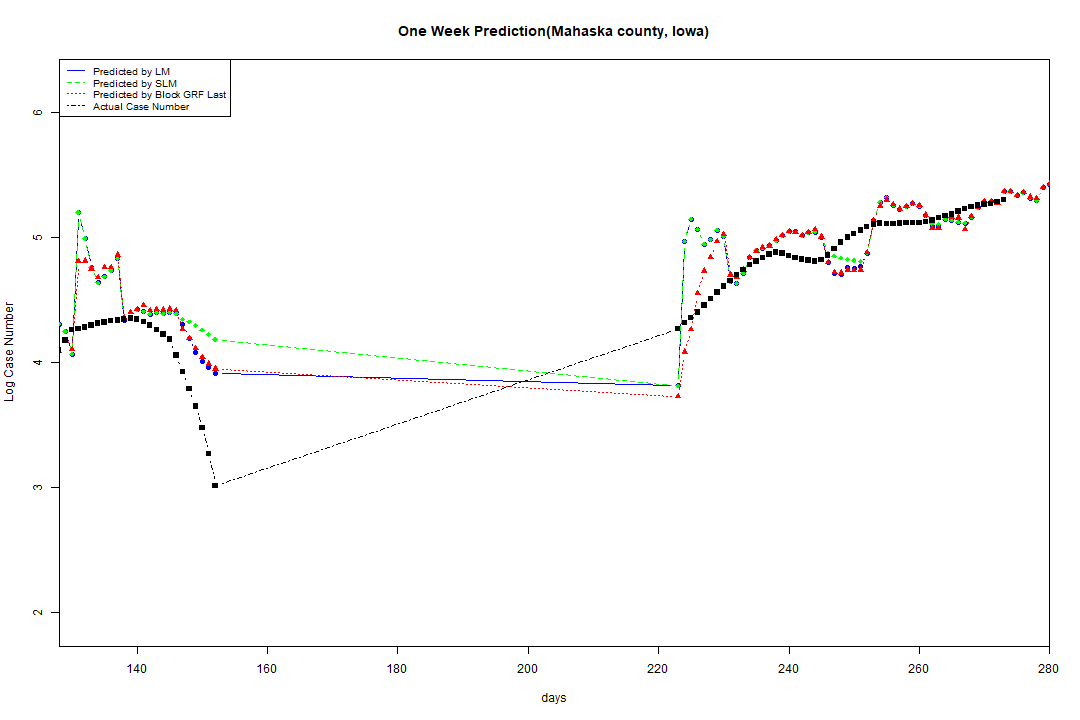 One Week Prediction(Mahaska county, Iowa)
Predicted by LM
Predicted by SLM
Predicted by Block GRF Last
Actual Case Number
6
5
4
3
2
Log Case Number
140 160 180 200 220 240 260 280
days